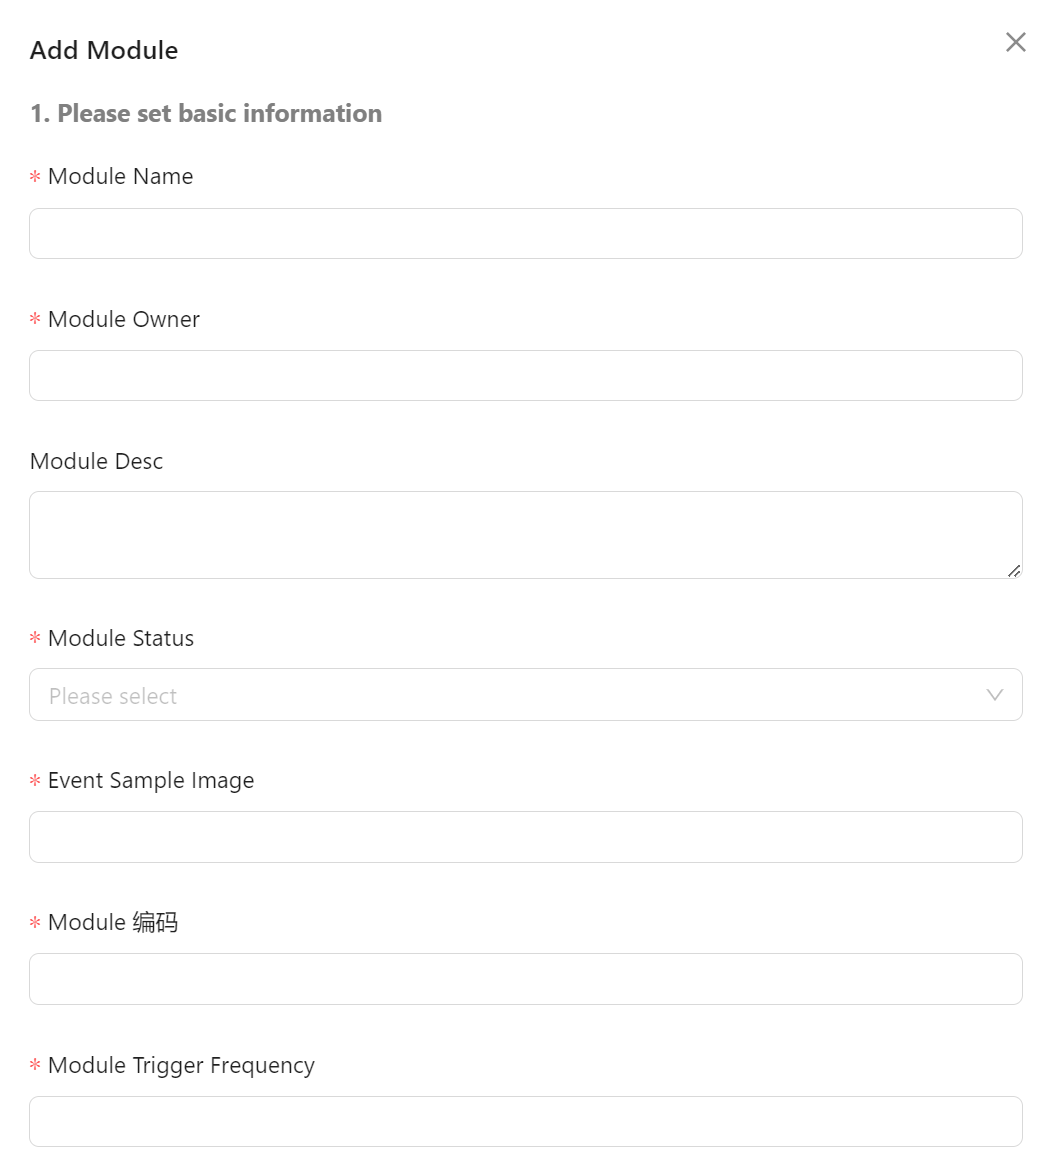 Add Module
1. Please set basic information
* Module Name
* Module Owner
Module Desc
* Module Status
Please select
* Event Sample Image
* Module 编码
* Module Trigger Frequency